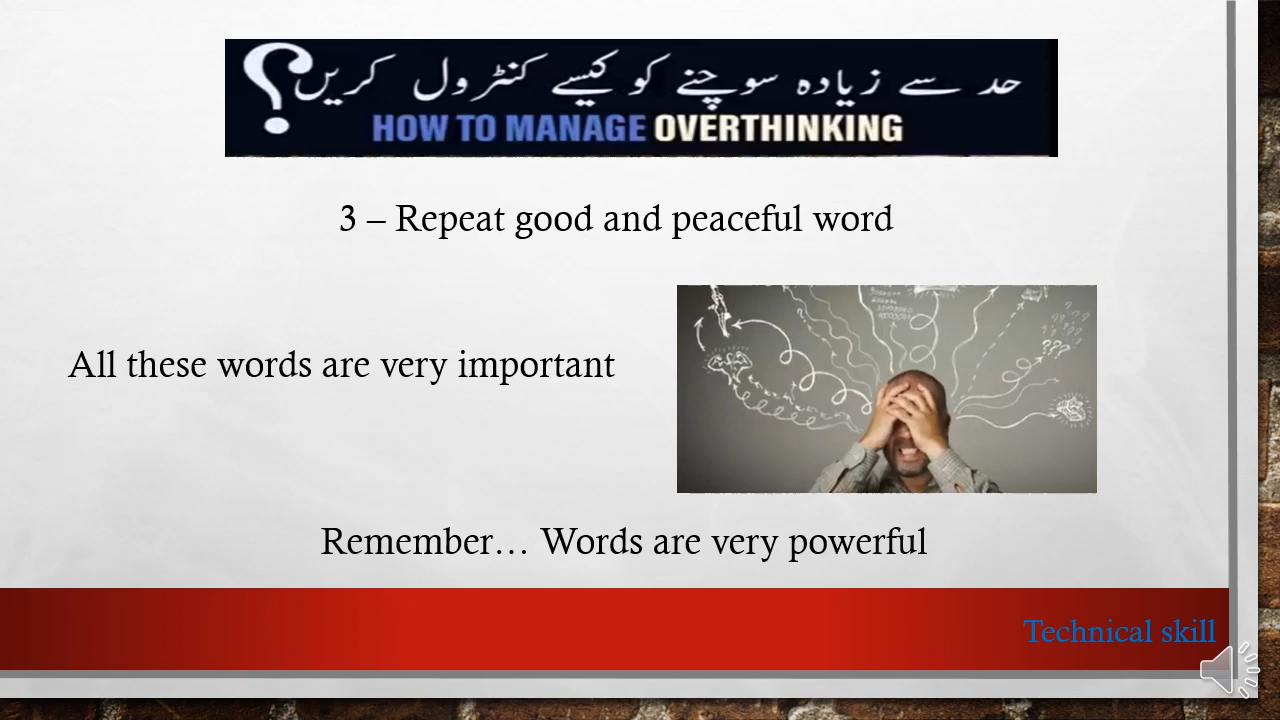 حد سے زیادہ سوچنے کو کیسے کنٹرول کریں؟
HOW TO MANAGE OVERTHINKING
3 – Repeat good and peaceful word
All these words are very important
Remember… Words are very powerful
Technical skill